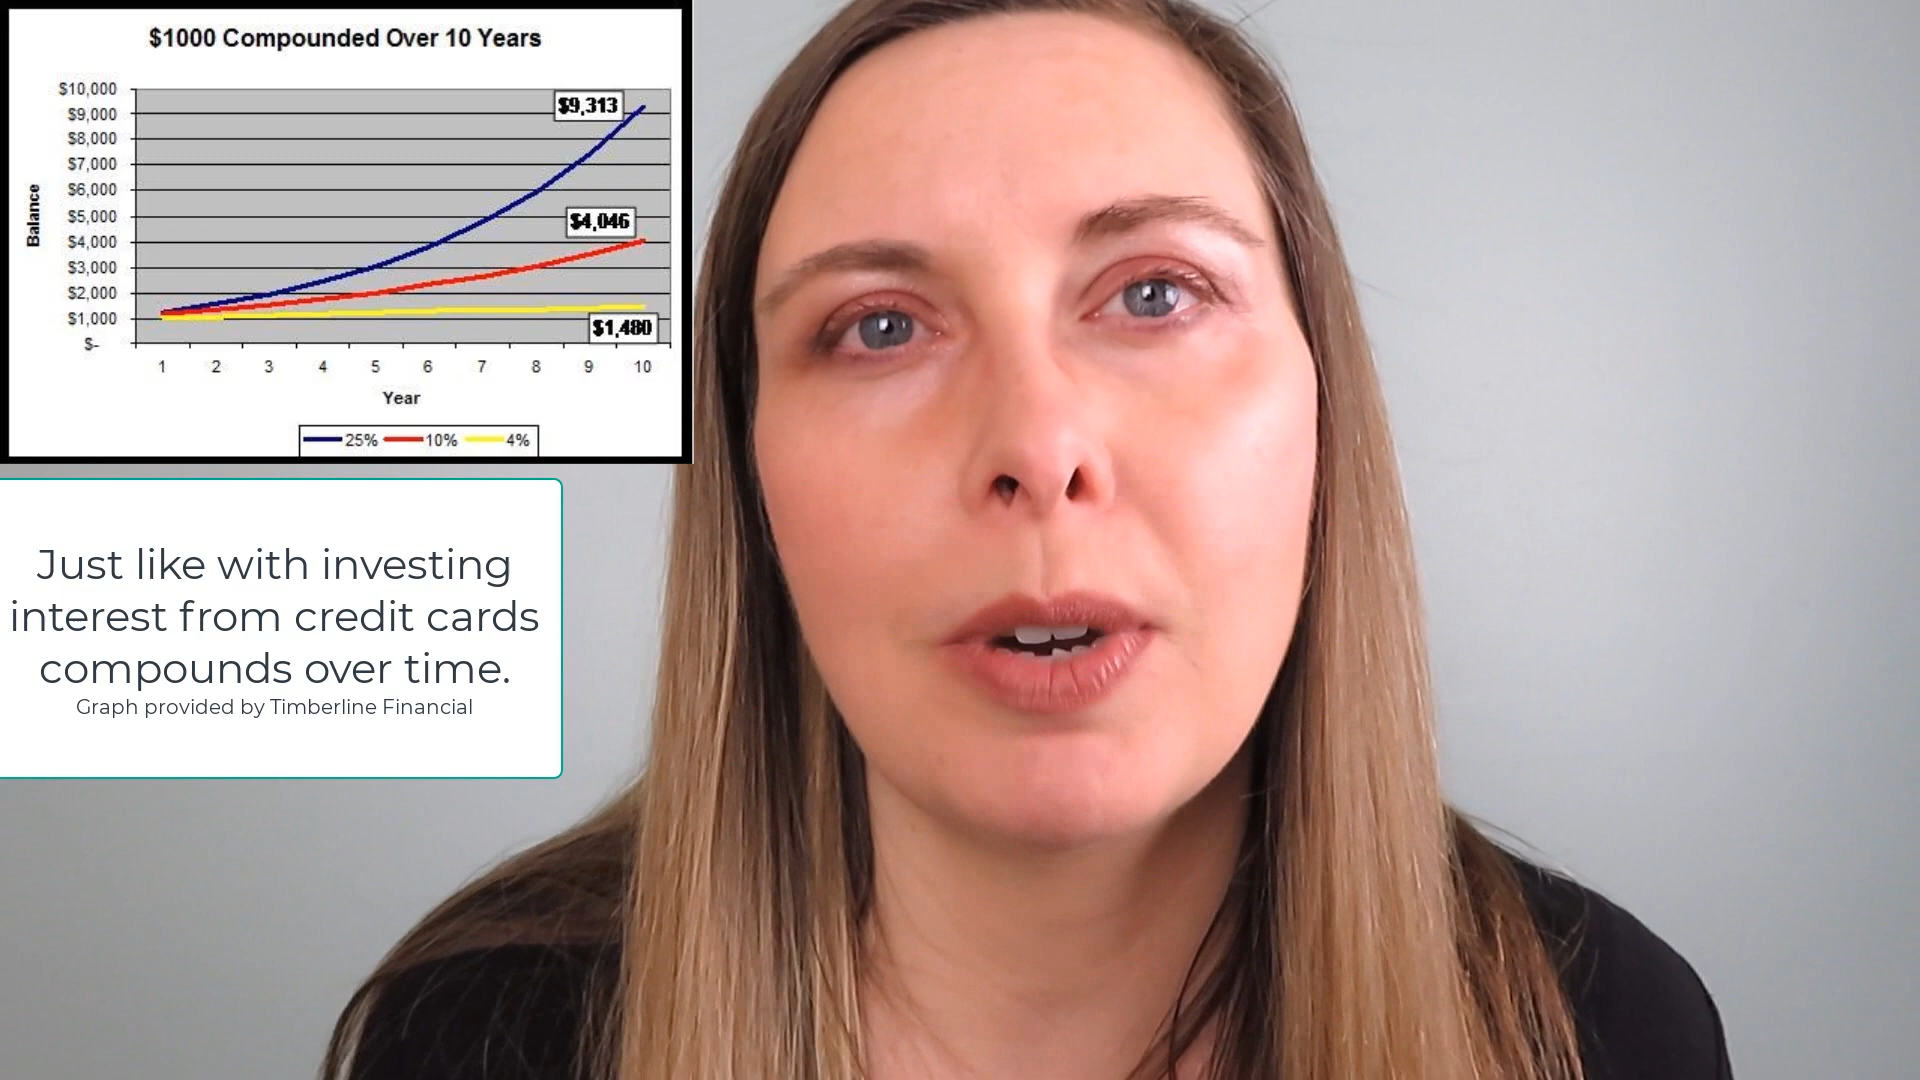 $1000 Compounded Over 10 Years
$10,000
$9,000
$8,000
$7,000
$6,000
$5,000
$4,000
$3,000
$2,000
$1,000
$-
Balance
$9,313
$4,046
$1,480
1 2 3 4 5 6 7 8 9 10
Year
25% 10% 4%
Just like with investing
interest from credit cards
compounds over time.
Graph provided by Timberline Financial